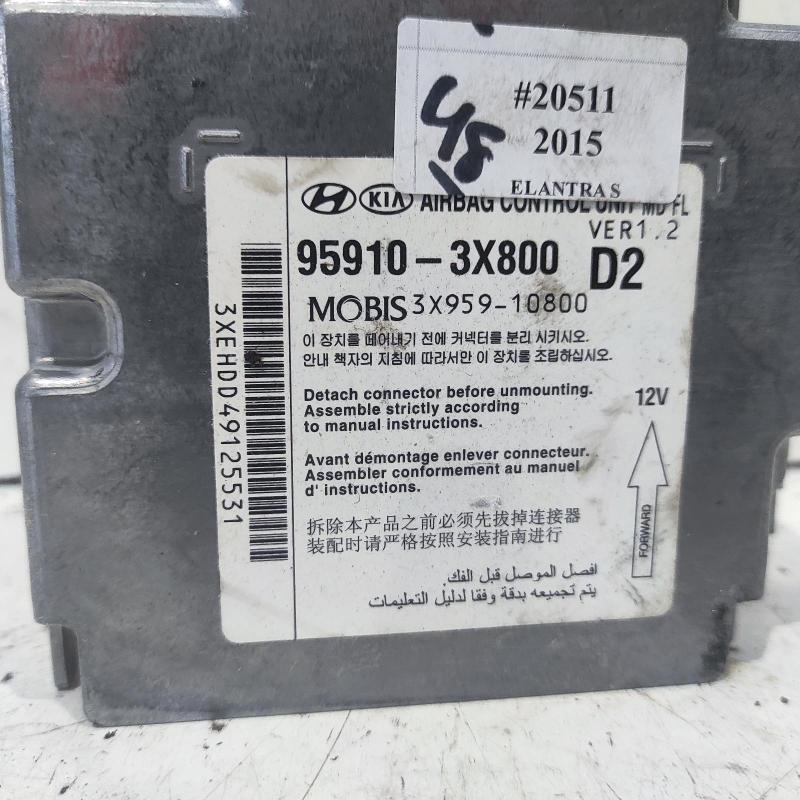 #20511
2015
ELANTRA S
48
KIA AIRBAG CONTROL UNIT MD FL
VER1.2
95910-3X800 D2
MOBIS 3X959-10800
이 장치를 떼어내기 전에 커넥터를 분리 시키시오.
안내 책자의 지침에 따라서만 이 장치를 조립하십시오.
Detach connector before unmounting.
Assemble strictly according
to manual instructions.
12V
Avant démontage enlever connecteur.
Assembler conformement au manuel
d' instructions.
FORWARD
拆除本产品之前必须先拔掉连接器
装配时请严格按照安装指南进行
افصل الموصل قبل الفك.
يتم تجميعه بدقة وفقا لدليل التعليمات
3XEHDD49125531